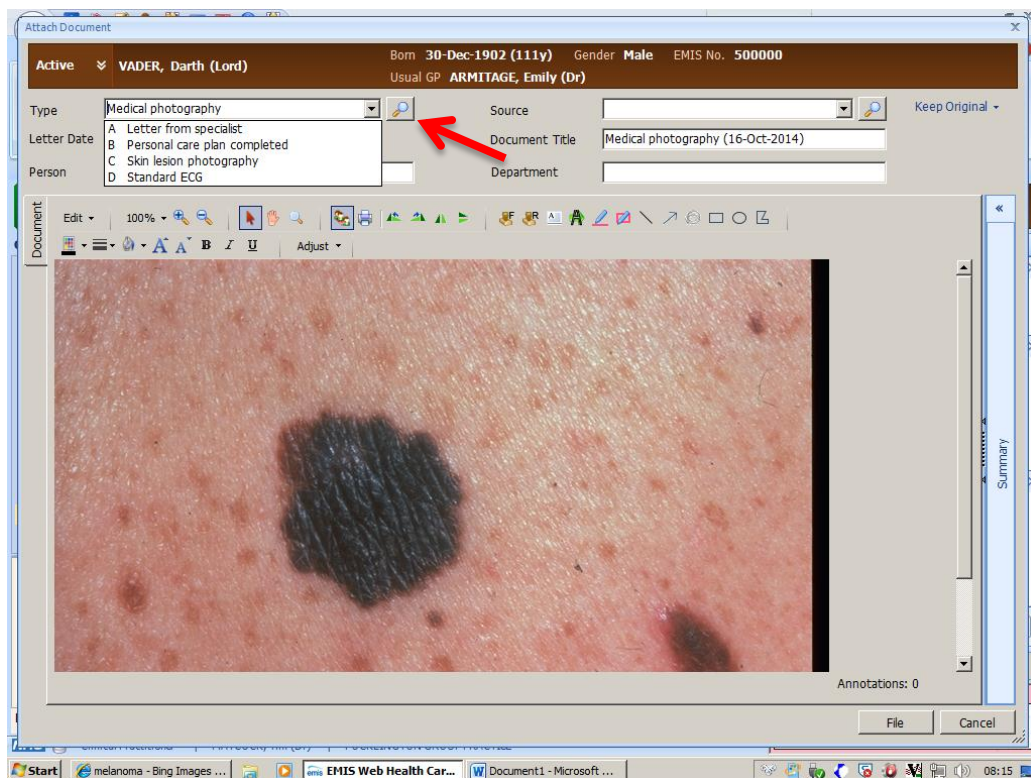 Attach Document
Active VADER, Darth (Lord) Born 30-Dec-1902 (111y) Gender Male EMIS No. 500000
Usual GP ARMITAGE, Emily (Dr)
Type Medical photography Source Keep Original
A Letter from specialist
Letter Date Document Title Medical photography (16-Oct-2014)
B Personal care plan completed
C Skin lesion photography
Person Department
D Standard ECG
Document
Edit 100%
A A B I U Adjust
Summary
Annotations: 0
File Cancel
Start melanoma - Bing Images ... EMIS Web Health Car... Document1 - Microsoft ... 08:15